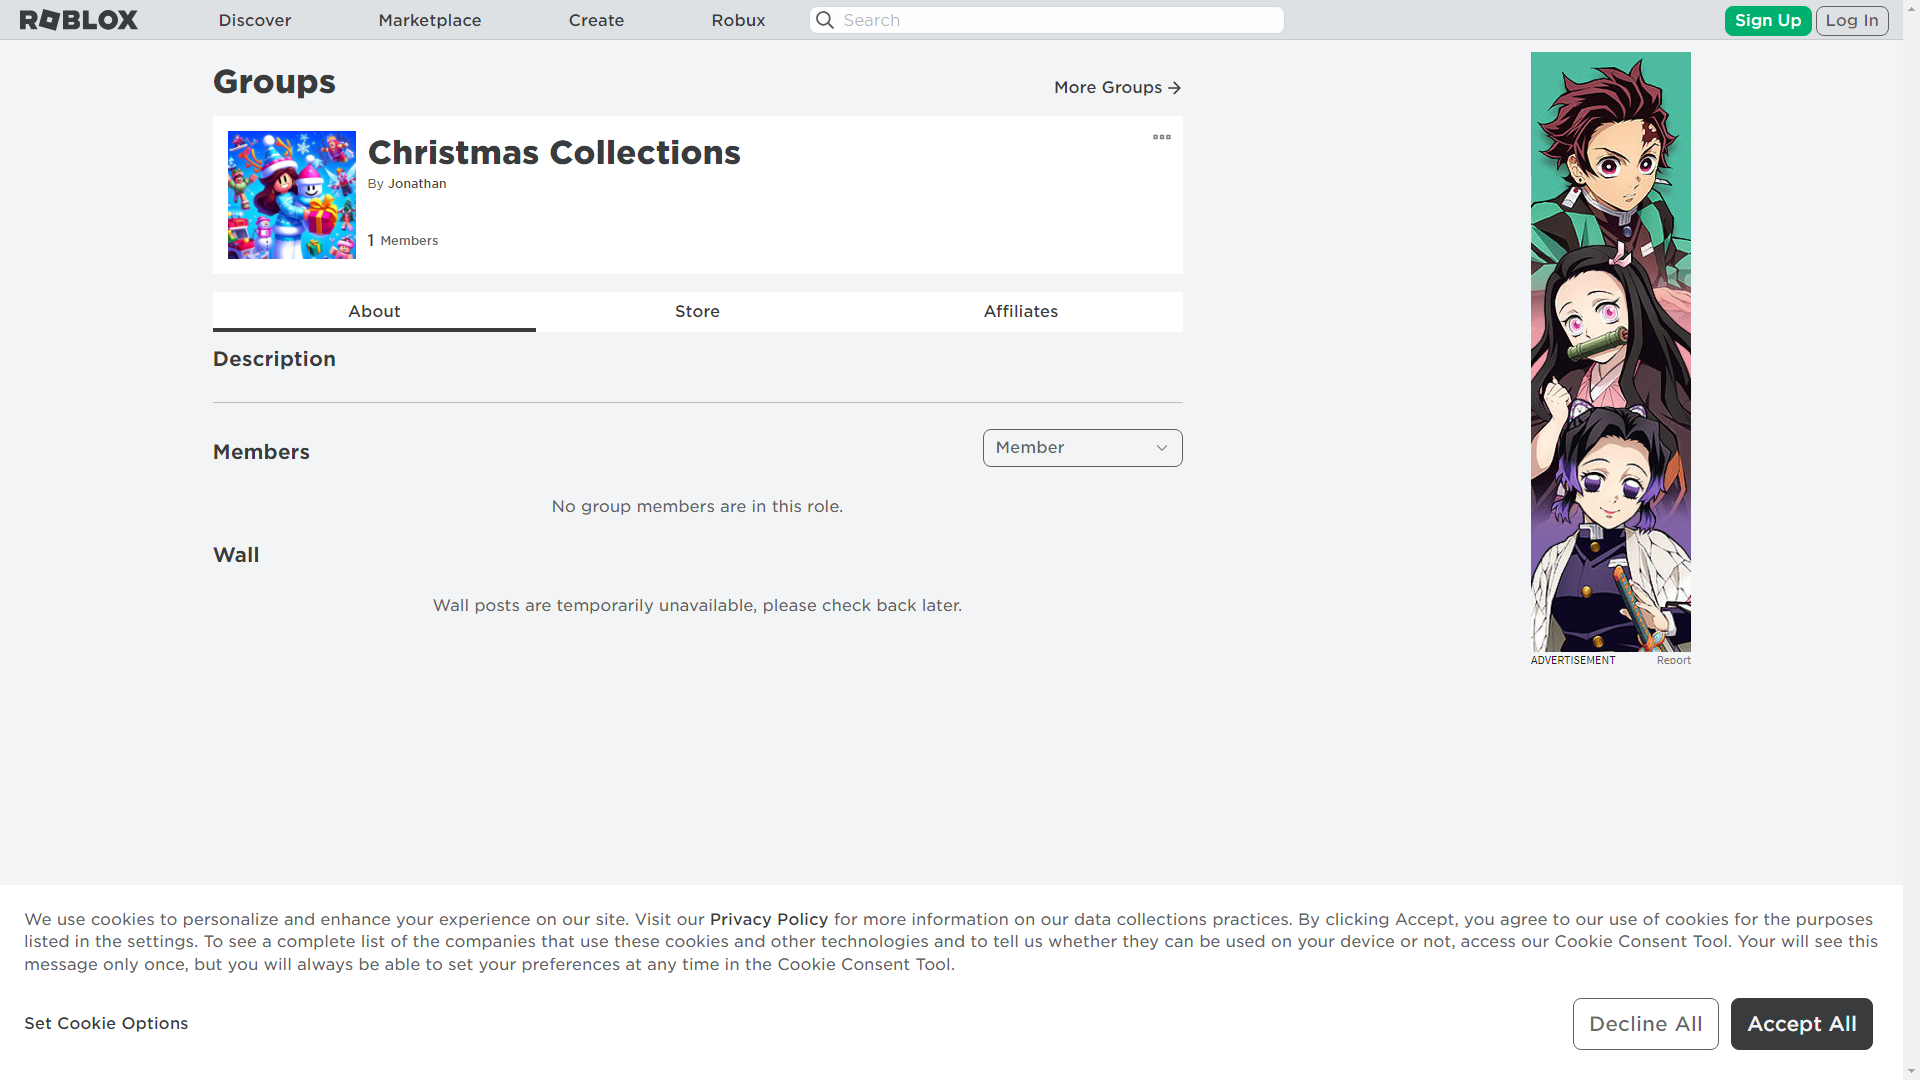 ROBLOX
Discover
Marketplace
Create
Robux
Search
Sign Up
Log In
Groups
More Groups
Christmas Collections
By Jonathan
1 Members
About
Store
Affiliates
Description
Members
Member
No group members are in this role.
Wall
Wall posts are temporarily unavailable, please check back later.
ADVERTISEMENT
Report
We use cookies to personalize and enhance your experience on our site. Visit our Privacy Policy for more information on our data collections practices. By clicking Accept, you agree to our use of cookies for the purposes
listed in the settings. To see a complete list of the companies that use these cookies and other technologies and to tell us whether they can be used on your device or not, access our Cookie Consent Tool. Your will see this
message only once, but you will always be able to set your preferences at any time in the Cookie Consent Tool.
Set Cookie Options
Decline All
Accept All